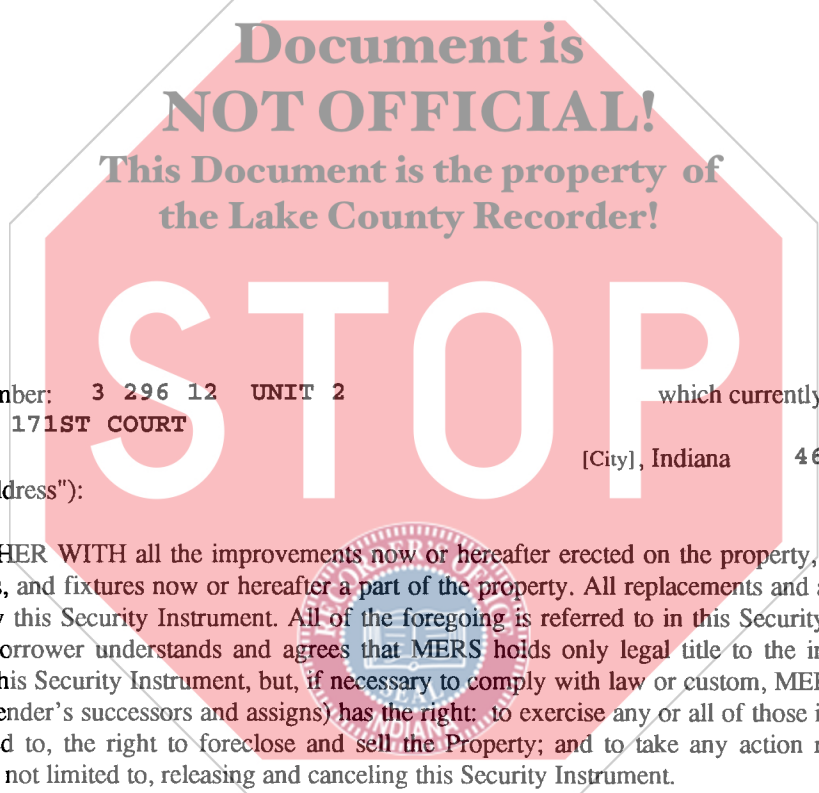 Document is
NOT OFFICIAL!
This Document is the property of
the Lake County Recorder!
STOP
nber: 3 296 12 UNIT 2 which currently
171ST COURT
[City], Indiana 46
ldress"):
HER WITH all the improvements now or hereafter erected on the property,
s, and fixtures now or hereafter a part of the property. All replacements and a
y this Security Instrument. All of the foregoing is referred to in this Security
orrower understands and agrees that MERS holds only legal title to the in
his Security Instrument, but, if necessary to comply with law or custom, MER
ender's successors and assigns) has the right: to exercise any or all of those i
d to, the right to foreclose and sell the Property; and to take any action r
not limited to, releasing and canceling this Security Instrument.
RECORDER'S OFFICE
SEAL
INDIANA